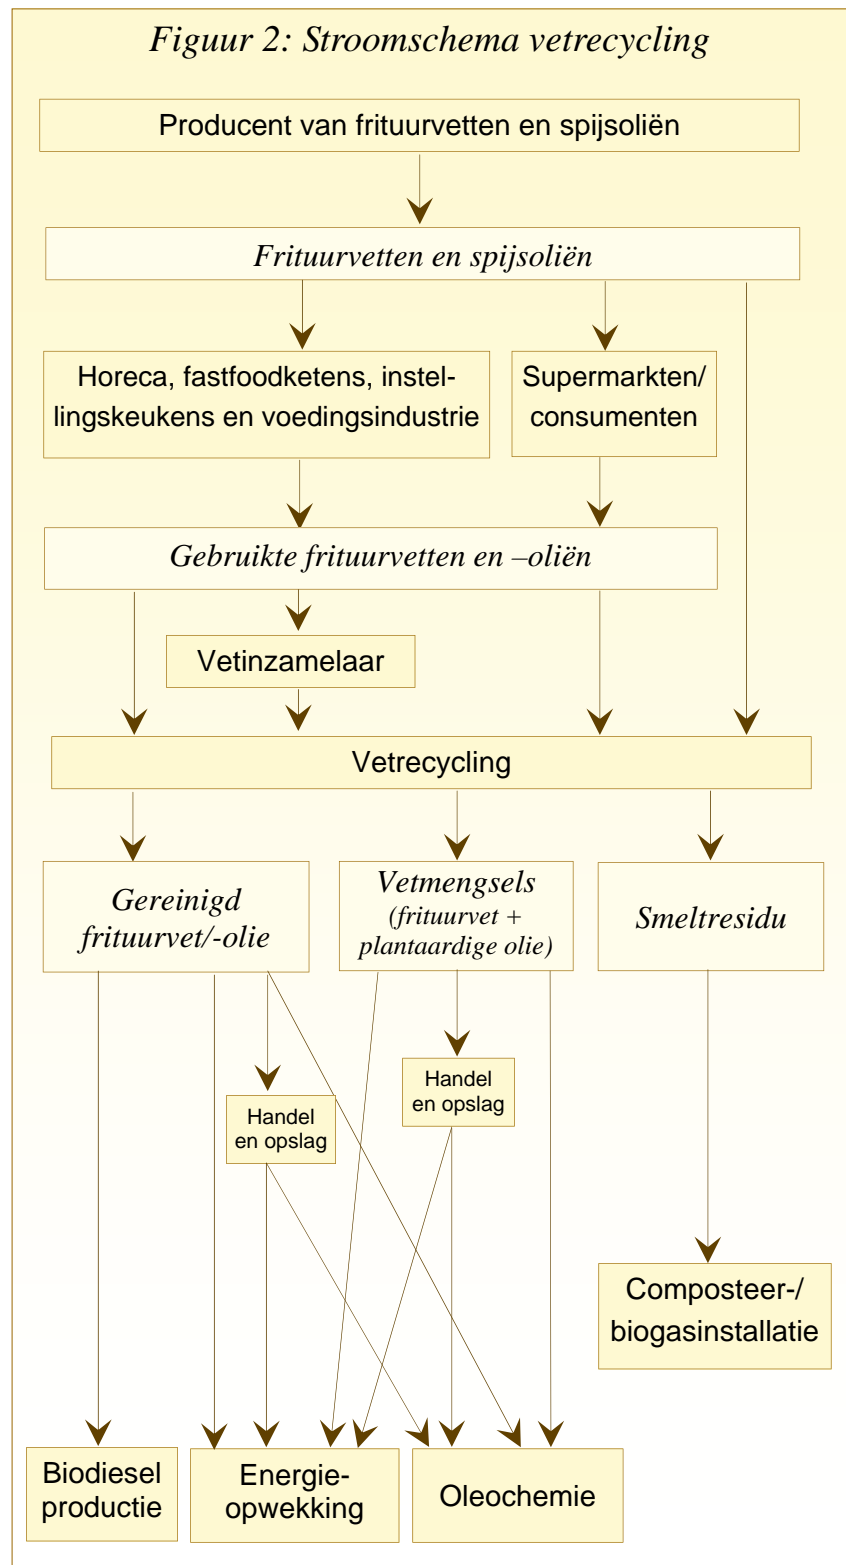 Figuur 2: Stroomschema vetrecycling
Producent van frituurvetten en spijsoliën
Frituurvetten en spijsoliën
Horeca, fastfoodketens, instel-
lingskeukens en voedingsindustrie
Supermarkten/
consumenten
Gebruikte frituurvetten en –oliën
Vetinzamelaar
Vetrecycling
Gereinigd
frituurvet/-olie
Vetmengsels
(frituurvet +
plantaardige olie)
Smeltresidu
Handel
en opslag
Handel
en opslag
Composteer-/
biogasinstallatie
Biodiesel
productie
Energie-
opwekking
Oleochemie